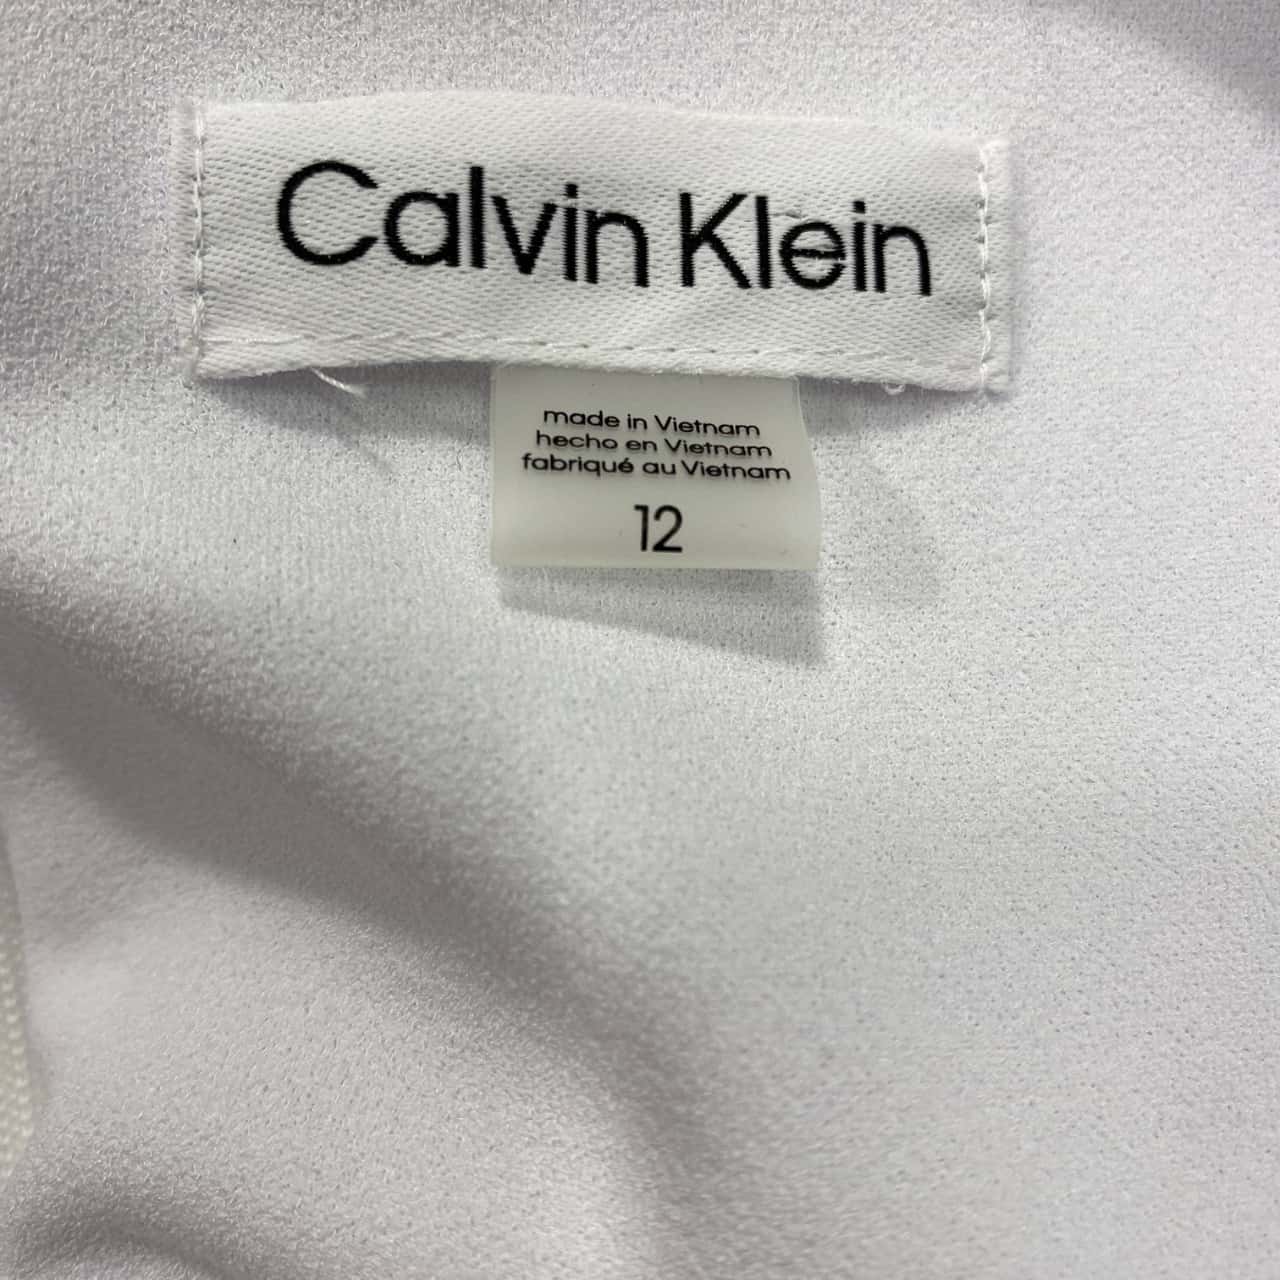 Calvin Klein
made in Vietnam
hecho en Vietnam
fabriqué au Vietnam
12